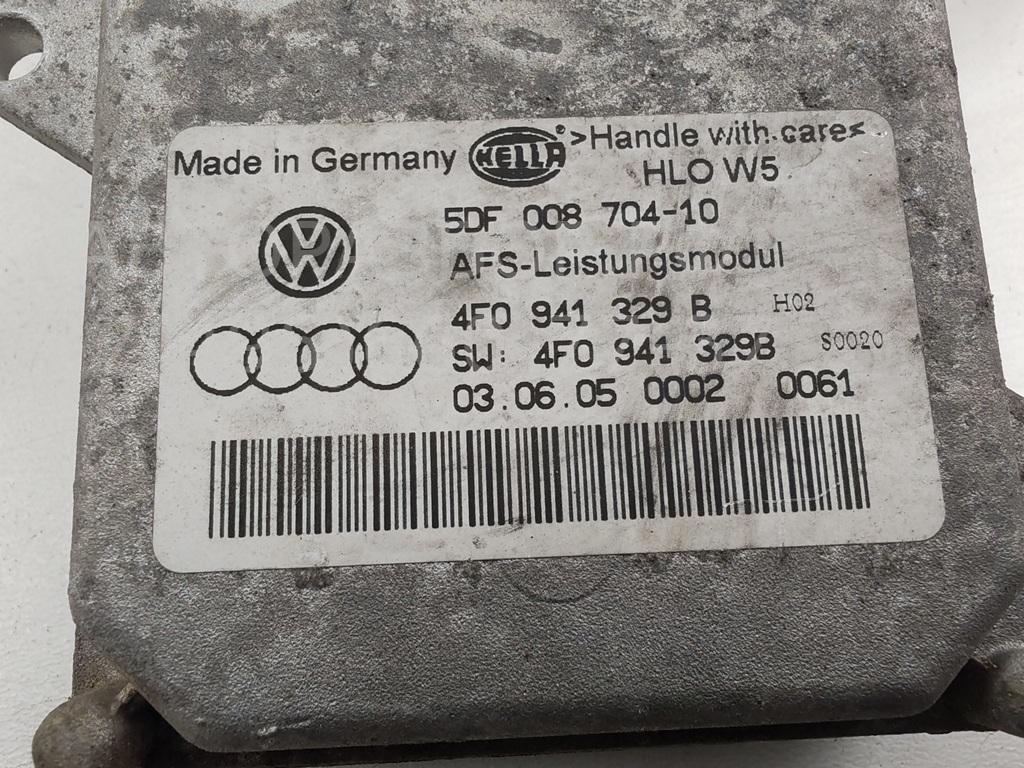 Made in Germany HELLA ® >Handle with care<
HLO W5
5DF 008 704-10
AFS-Leistungsmodul
4F0 941 329 B H02
SW: 4F0 941 329B S0020
03.06.05 0002 0061